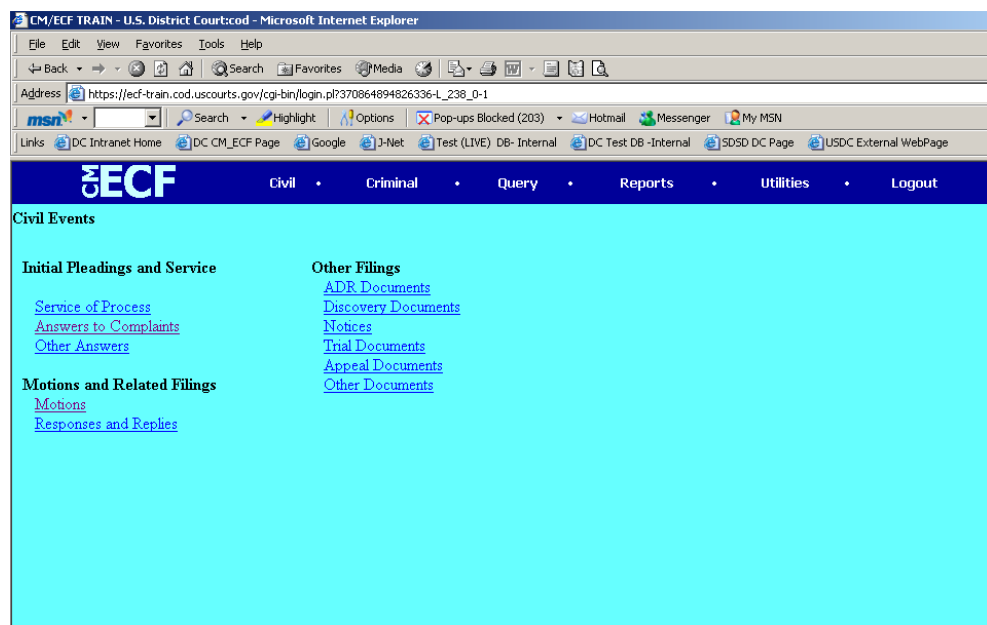 CM/ECF TRAIN - U.S. District Court:cod - Microsoft Internet Explorer
File Edit View Favorites Tools Help
Back Search Favorites Media
Address https://ecf-train.cod.uscourts.gov/cgi-bin/login.pl?370864894826336-L_238_0-1
msn Search Highlight Options Pop-ups Blocked (203) Hotmail Messenger My MSN
Links DC Intranet Home DC CM_ECF Page Google J-Net Test (LIVE) DB- Internal DC Test DB -Internal SDSD DC Page USDC External WebPage
CM ECF Civil • Criminal • Query • Reports • Utilities • Logout
Civil Events
Initial Pleadings and Service
Service of Process
Answers to Complaints
Other Answers
Motions and Related Filings
Motions
Responses and Replies
Other Filings
ADR Documents
Discovery Documents
Notices
Trial Documents
Appeal Documents
Other Documents